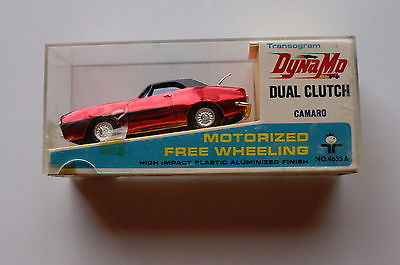 Transogram
DYNAMO
DUAL CLUTCH
CAMARO
MOTORIZED
FREE WHEELING
HIGH IMPACT PLASTIC ALUMINIZED FINISH
NO.4655A